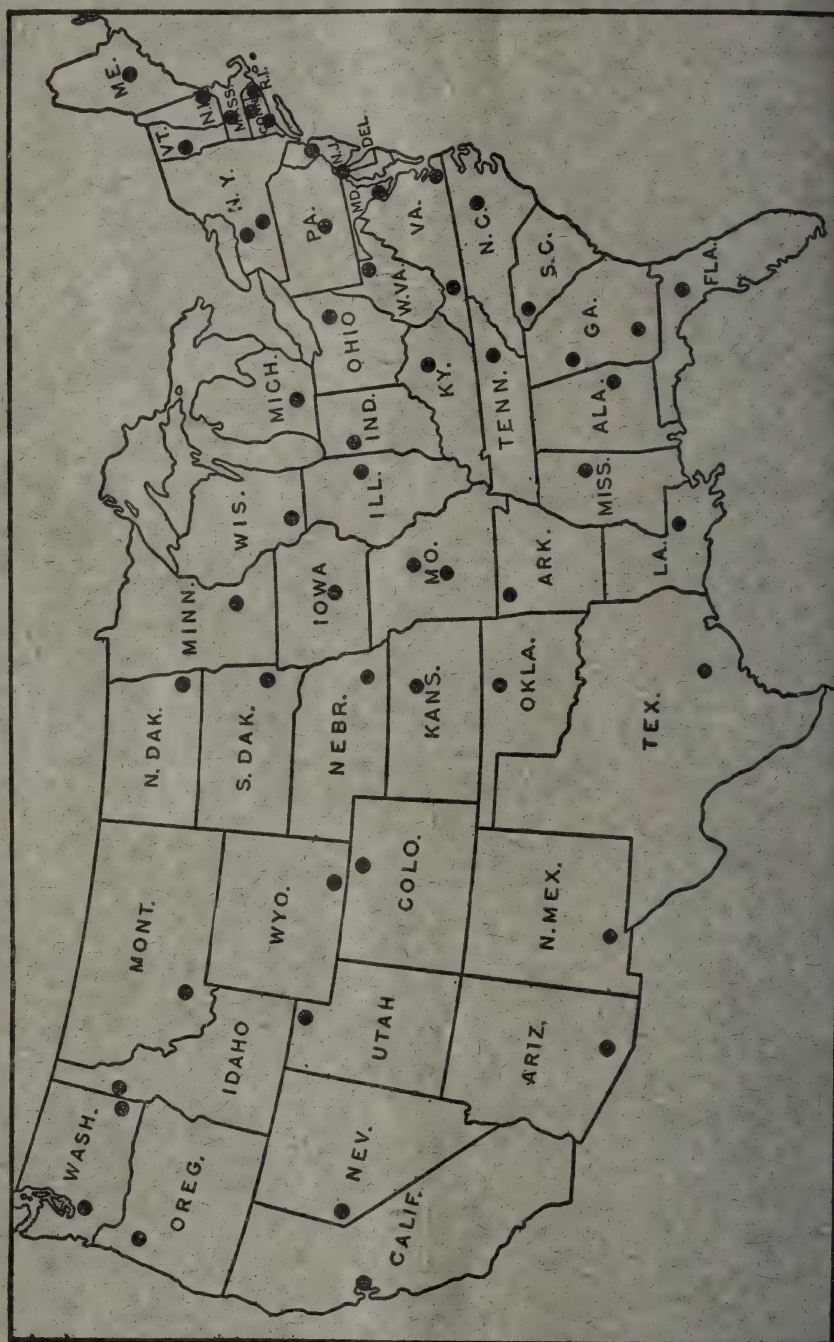 WASH.
OREG.
CALIF.
NEV.
IDAHO
MONT.
WYO.
UTAH
ARIZ.
COLO.
N.MEX.
N. DAK.
S. DAK.
NEBR.
KANS.
OKLA.
TEX.
MINN.
IOWA
MO.
ARK.
LA.
WIS.
ILL.
MICH.
IND.
OHIO
KY.
TENN.
MISS.
ALA.
GA.
FLA.
S.C.
N.C.
VA.
W.VA.
MD.
DEL.
N.J.
PA.
N.Y.
VT.
N.H.
ME.
MASS.
CONN.
R.I.